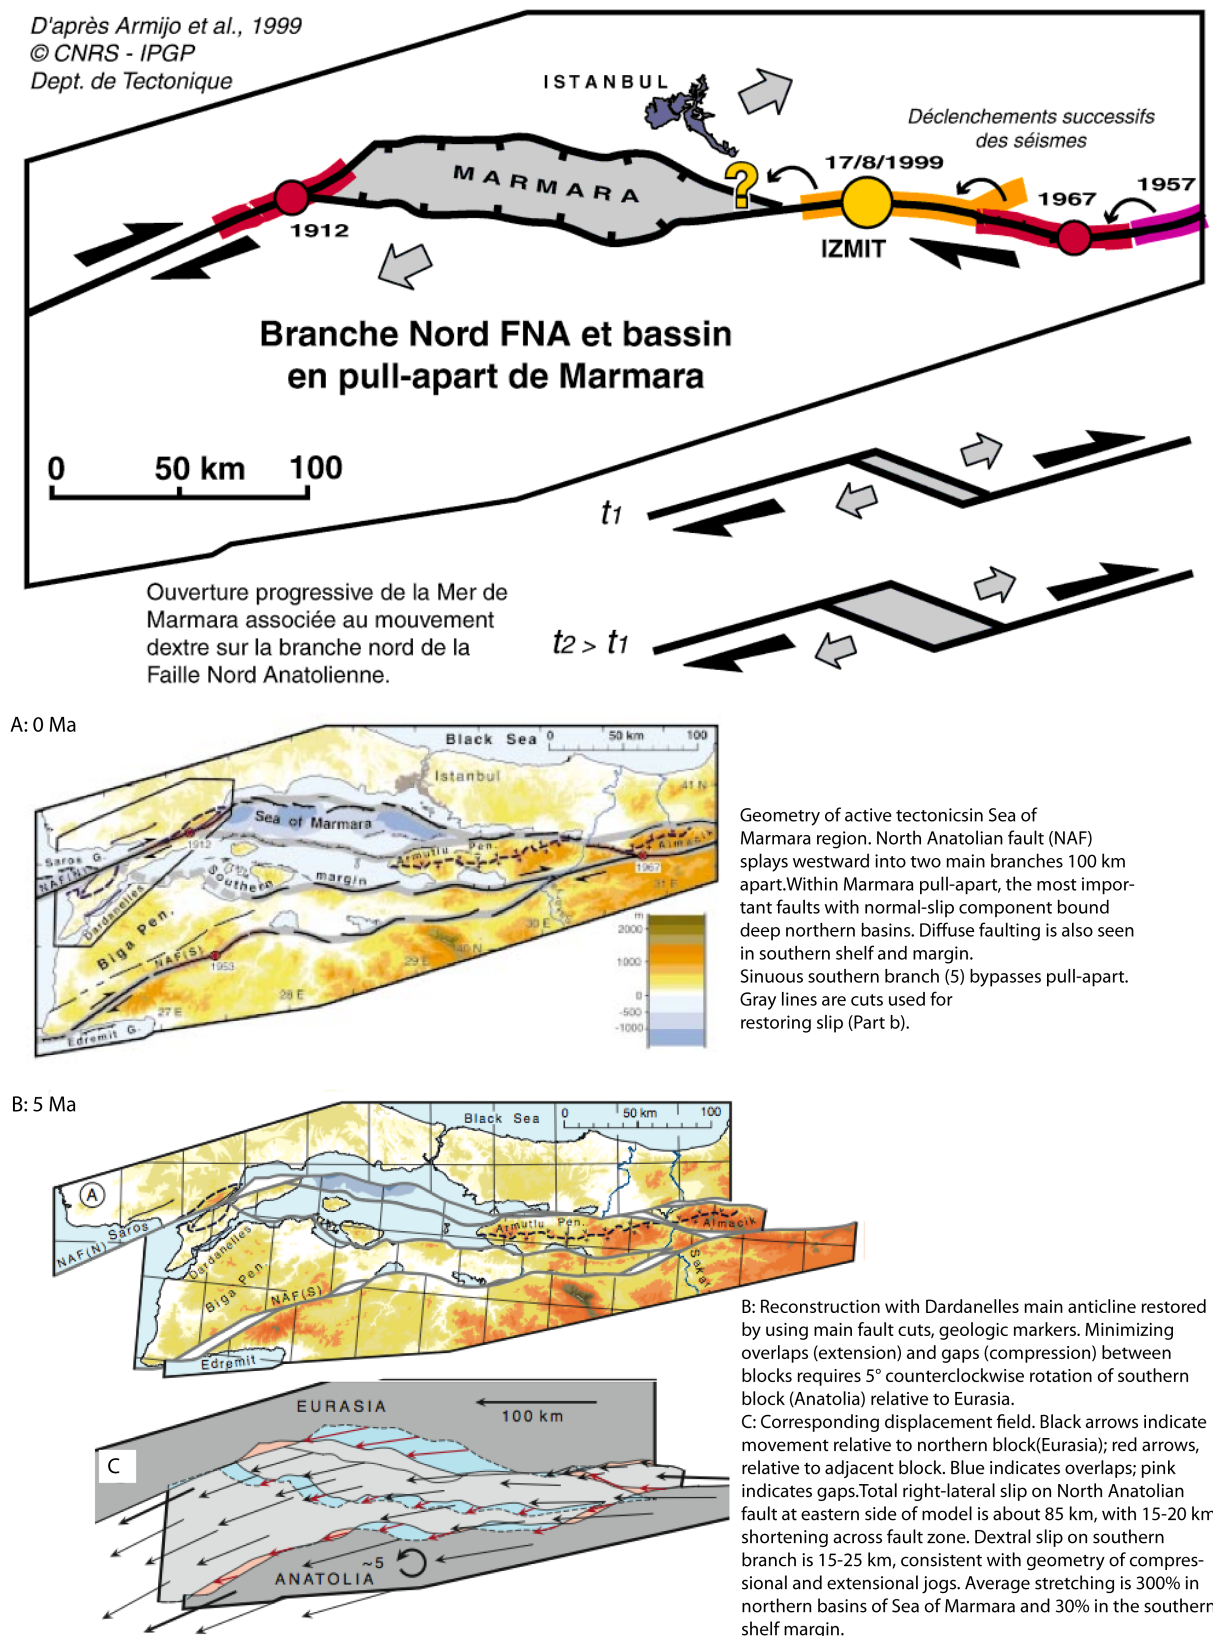 D'après Armijo et al., 1999
© CNRS - IPGP
Dept. de Tectonique
ISTANBUL
Déclenchements successifs
des séismes
MARMARA
?
17/8/1999
1967
1957
1912
IZMIT
Branche Nord FNA et bassin
en pull-apart de Marmara
0 50 km 100
t1
Ouverture progressive de la Mer de
Marmara associée au mouvement
dextre sur la branche nord de la
Faille Nord Anatolienne.
t2 > t1
A: 0 Ma
Black Sea
0 50 km 100
Istanbul
41 N
Sea of Marmara
Saros G.
1912
NAF(N)
Armutlu Pen.
Almacı
1967
Southern margin
31 E
Dardanelles
Biga Pen.
NAF(S)
1953
30 E
40 N
29 E
28 E
27 E
Edremit G.
m
2000
1000
0
-500
-1000
Geometry of active tectonicsin Sea of
Marmara region. North Anatolian fault (NAF)
splays westward into two main branches 100 km
apart.Within Marmara pull-apart, the most impor-
tant faults with normal-slip component bound
deep northern basins. Diffuse faulting is also seen
in southern shelf and margin.
Sinuous southern branch (5) bypasses pull-apart.
Gray lines are cuts used for
restoring slip (Part b).
B: 5 Ma
Black Sea
0 50 km 100
A
Saros
NAF(N)
Dardanelles
Armutlu Pen.
Almacik
Biga Pen.
NAF(S)
Sakar
Edremit
EURASIA
100 km
C
~5
ANATOLIA
B: Reconstruction with Dardanelles main anticline restored
by using main fault cuts, geologic markers. Minimizing
overlaps (extension) and gaps (compression) between
blocks requires 5° counterclockwise rotation of southern
block (Anatolia) relative to Eurasia.
C: Corresponding displacement field. Black arrows indicate
movement relative to northern block(Eurasia); red arrows,
relative to adjacent block. Blue indicates overlaps; pink
indicates gaps.Total right-lateral slip on North Anatolian
fault at eastern side of model is about 85 km, with 15-20 km
shortening across fault zone. Dextral slip on southern
branch is 15-25 km, consistent with geometry of compres-
sional and extensional jogs. Average stretching is 300% in
northern basins of Sea of Marmara and 30% in the southern
shelf margin.